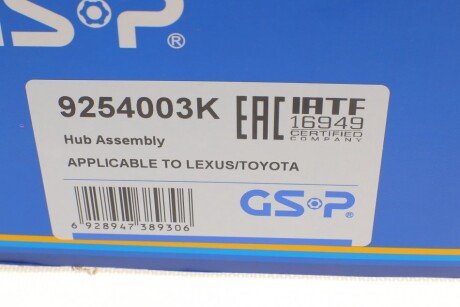 GSP®
9254003K
EAC
IATF
16949
CERTIFIED
COMPANY
Hub Assembly
APPLICABLE TO LEXUS/TOYOTA
6 928947 389306
GSP®